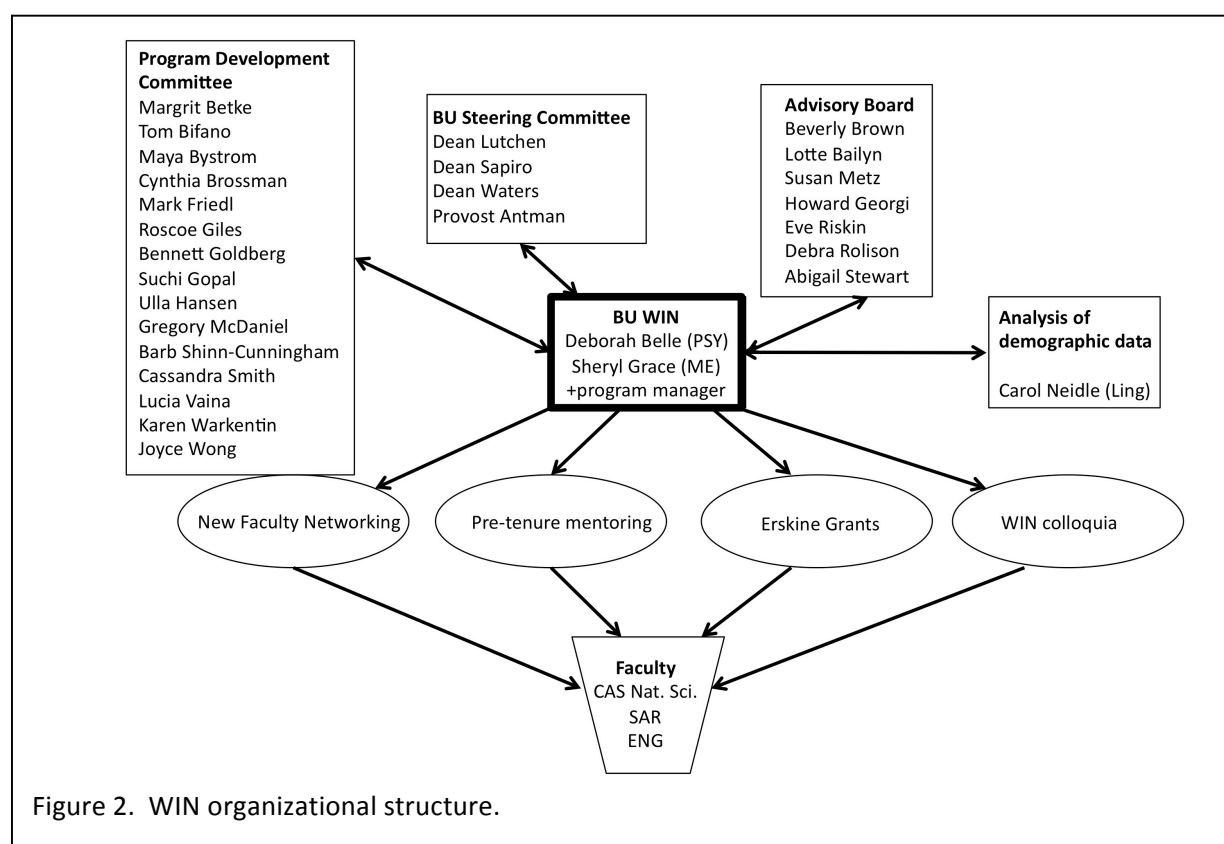 Program Development
Committee
Margrit Betke
Tom Bifano
Maya Bystrom
Cynthia Brossman
Mark Friedl
Roscoe Giles
Bennett Goldberg
Suchi Gopal
Ulla Hansen
Gregory McDaniel
Barb Shinn-Cunningham
Cassandra Smith
Lucia Vaina
Karen Warkentin
Joyce Wong
BU Steering Committee
Dean Lutchen
Dean Sapiro
Dean Waters
Provost Antman
Advisory Board
Beverly Brown
Lotte Bailyn
Susan Metz
Howard Georgi
Eve Riskin
Debra Rolison
Abigail Stewart
BU WIN
Deborah Belle (PSY)
Sheryl Grace (ME)
+program manager
Analysis of
demographic data
Carol Neidle (Ling)
New Faculty Networking
Pre-tenure mentoring
Erskine Grants
WIN colloquia
Faculty
CAS Nat. Sci.
SAR
ENG
Figure 2. WIN organizational structure.